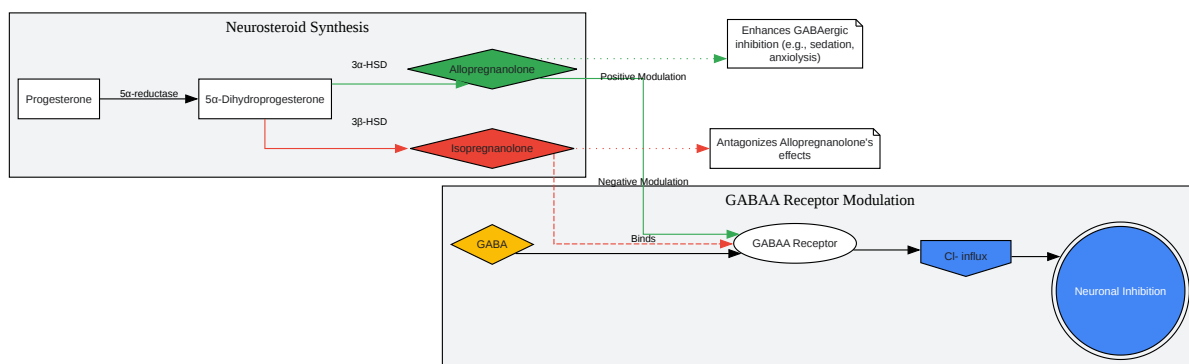 Neurosteroid Synthesis
Progesterone
5α-reductase
5α-Dihydroprogesterone
3α-HSD
Allopregnanolone
3β-HSD
Isopregnanolone
Enhances GABAergic
inhibition (e.g., sedation,
anxiolysis)
Positive Modulation
Antagonizes Allopregnanolone's
effects
Negative Modulation
GABAA Receptor Modulation
GABA
Binds
GABAA Receptor
Cl- influx
Neuronal Inhibition